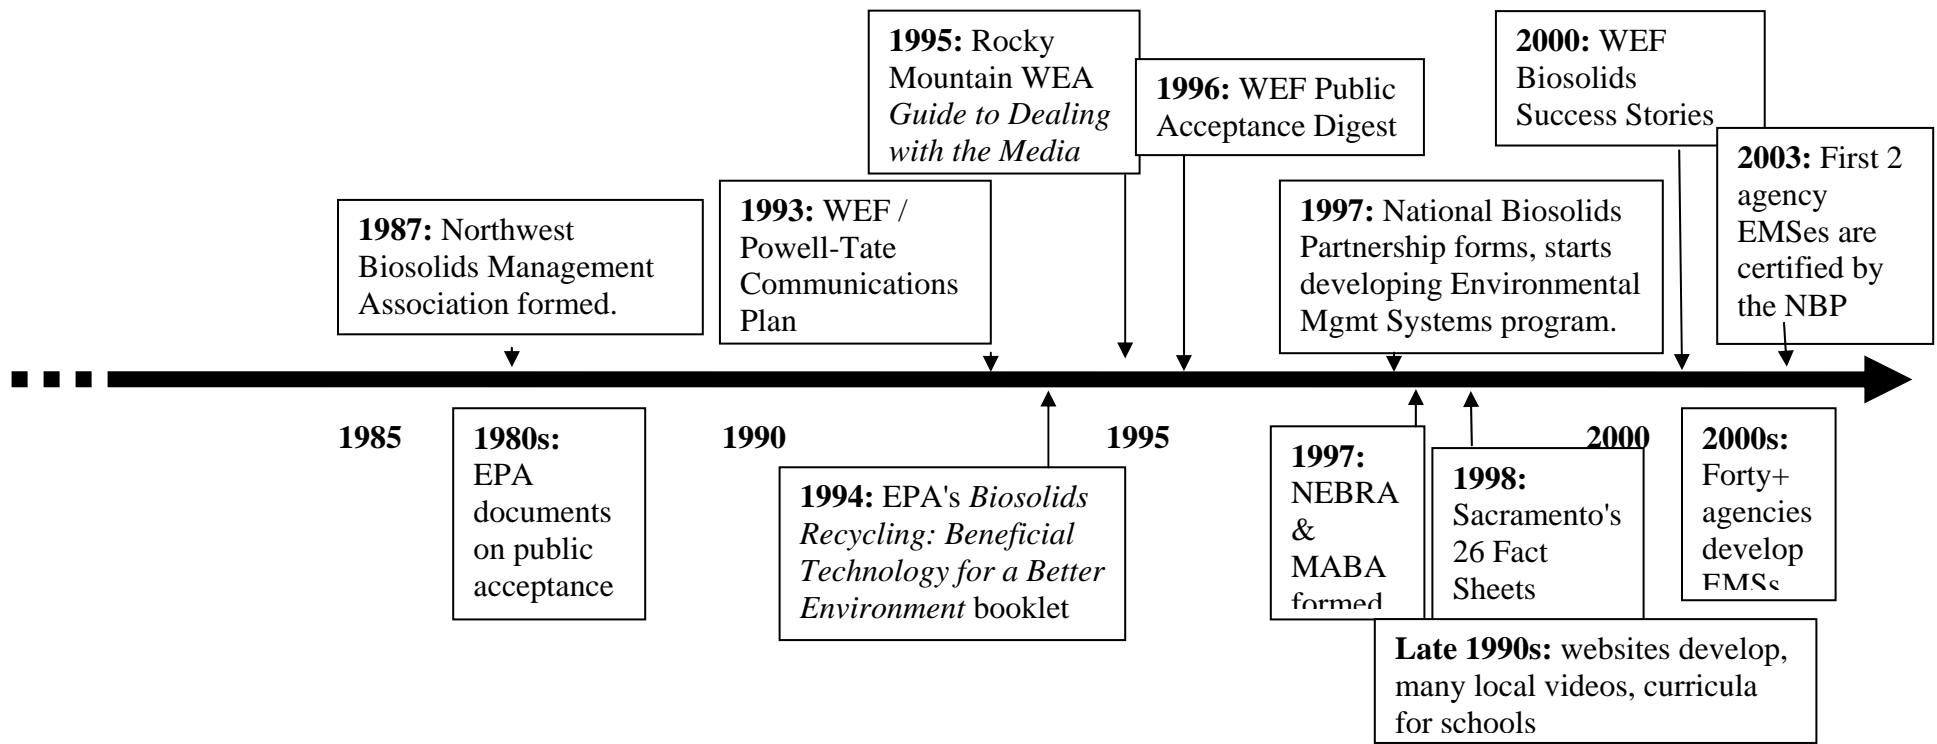 1995: Rocky
Mountain WEA
Guide to Dealing
with the Media
1996: WEF Public
Acceptance Digest
2000: WEF
Biosolids
Success Stories
2003: First 2
agency
EMSes are
certified by
the NBP
1987: Northwest
Biosolids Management
Association formed.
1993: WEF /
Powell-Tate
Communications
Plan
1997: National Biosolids
Partnership forms, starts
developing Environmental
Mgmt Systems program.
1985
1980s:
EPA
documents
on public
acceptance
1990
1994: EPA's Biosolids
Recycling: Beneficial
Technology for a Better
Environment booklet
1995
1997:
NEBRA
&
MABA
formed
1998:
Sacramento's
26 Fact
Sheets
2000
2000s:
Forty+
agencies
develop
EMSs
Late 1990s: websites develop,
many local videos, curricula
for schools